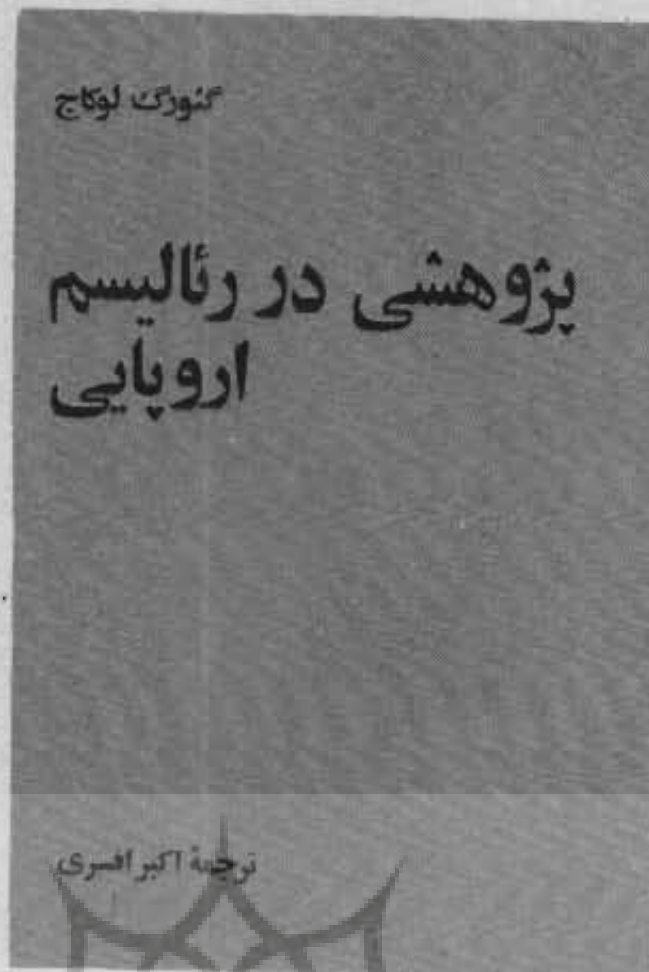 گئورگ لوکاچ
پژوهشی در رئالیسم
اروپایی
ترجمهٔ اکبر افسری